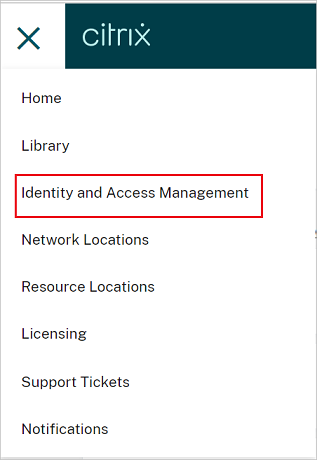 citrix
Home
Library
Identity and Access Management
Network Locations
Resource Locations
Licensing
Support Tickets
Notifications